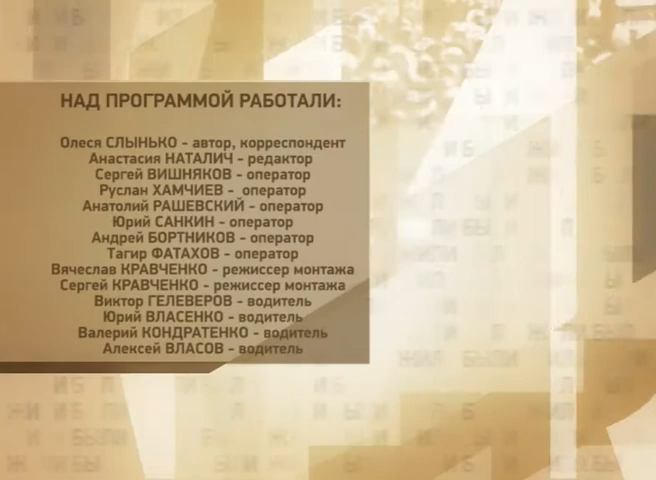 НАД ПРОГРАММОЙ РАБОТАЛИ:
Олеся СЛЫНЬКО - автор, корреспондент
Анастасия НАТАЛИЧ - редактор
Сергей ВИШНЯКОВ - оператор
Руслан ХАМЧИЕВ - оператор
Анатолий РАШЕВСКИЙ - оператор
Юрий САНКИН - оператор
Андрей БОРТНИКОВ - оператор
Тагир ФАТАХОВ - оператор
Вячеслав КРАВЧЕНКО - режиссер монтажа
Сергей КРАВЧЕНКО - режиссер монтажа
Виктор ГЕЛЕВЕРОВ - водитель
Юрий ВЛАСЕНКО - водитель
Валерий КОНДРАТЕНКО - водитель
Алексей ВЛАСОВ - водитель